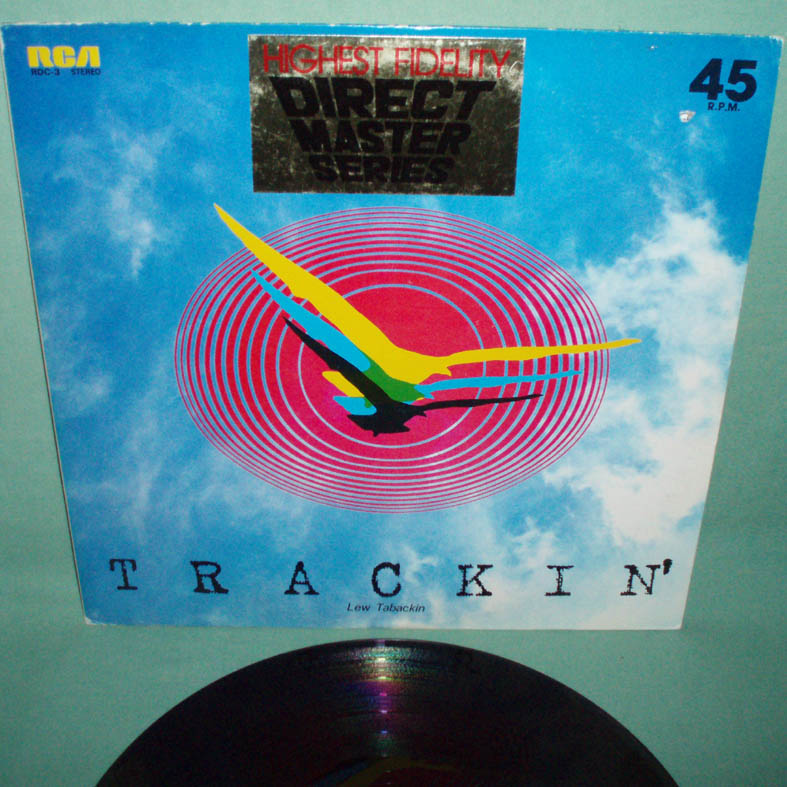 RCA
RDC-3 STEREO
HIGHEST FIDELITY
DIRECT
MASTER
SERIES
45
R.P.M.
TRACKIN'
Lew Tabackin